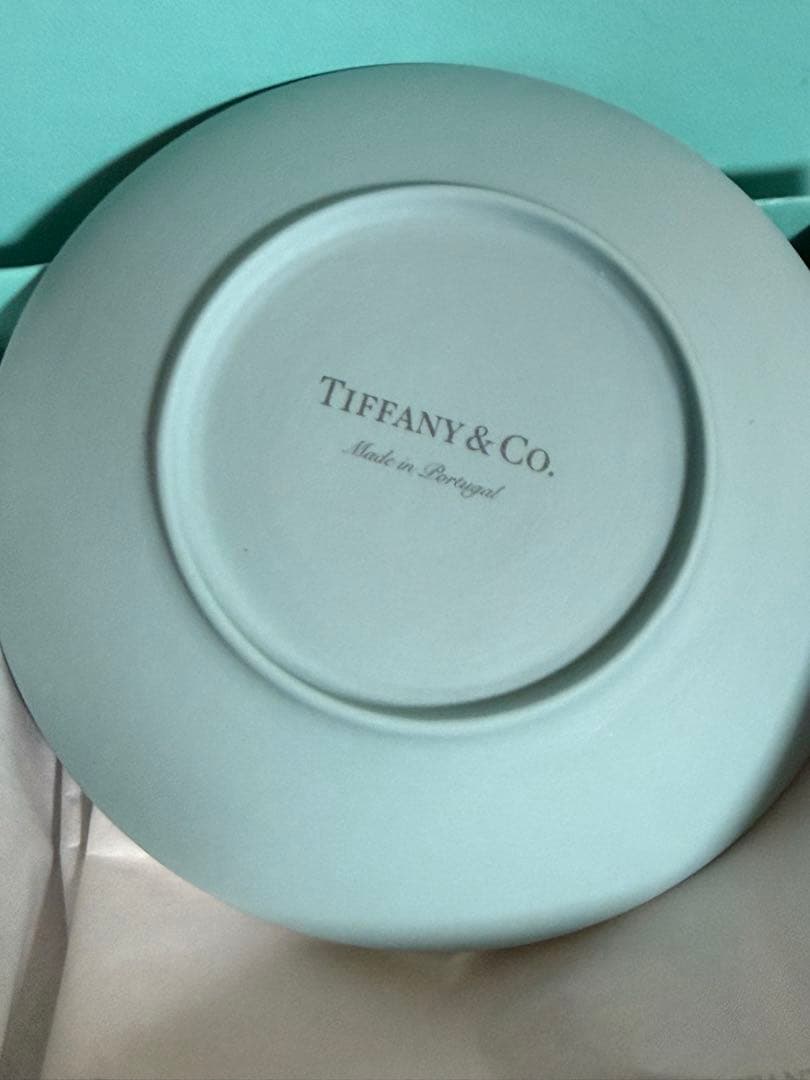 TIFFANY & CO.
Made in Portugal